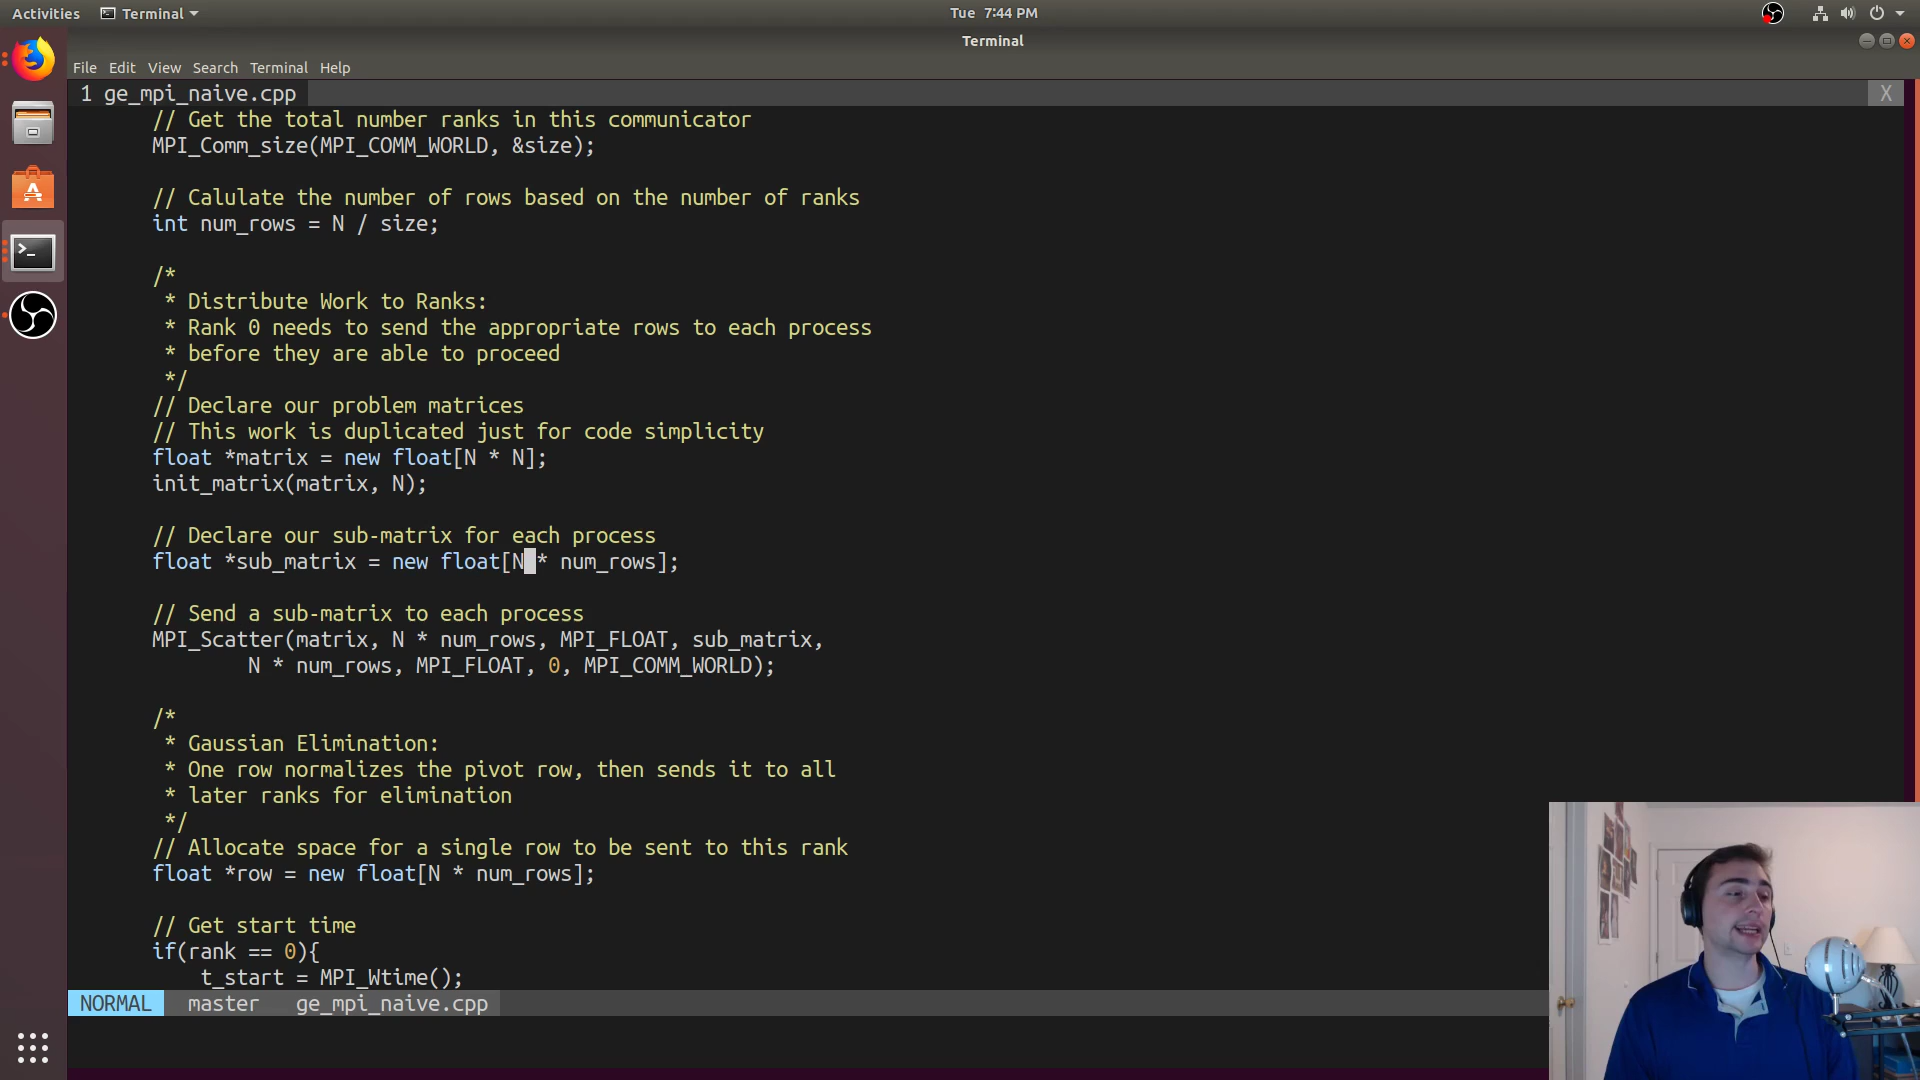 Activities
Terminal
Tue 7:44 PM
Terminal
File Edit View Search Terminal Help
1 ge_mpi_naive.cpp X
// Get the total number ranks in this communicator
MPI_Comm_size(MPI_COMM_WORLD, &size);
// Calulate the number of rows based on the number of ranks
int num_rows = N / size;
/*
* Distribute Work to Ranks:
* Rank 0 needs to send the appropriate rows to each process
* before they are able to proceed
*/
// Declare our problem matrices
// This work is duplicated just for code simplicity
float *matrix = new float[N * N];
init_matrix(matrix, N);
// Declare our sub-matrix for each process
float *sub_matrix = new float[N * num_rows];
// Send a sub-matrix to each process
MPI_Scatter(matrix, N * num_rows, MPI_FLOAT, sub_matrix,
N * num_rows, MPI_FLOAT, 0, MPI_COMM_WORLD);
/*
* Gaussian Elimination:
* One row normalizes the pivot row, then sends it to all
* later ranks for elimination
*/
// Allocate space for a single row to be sent to this rank
float *row = new float[N * num_rows];
// Get start time
if(rank == 0){
t_start = MPI_Wtime();
NORMAL master ge_mpi_naive.cpp